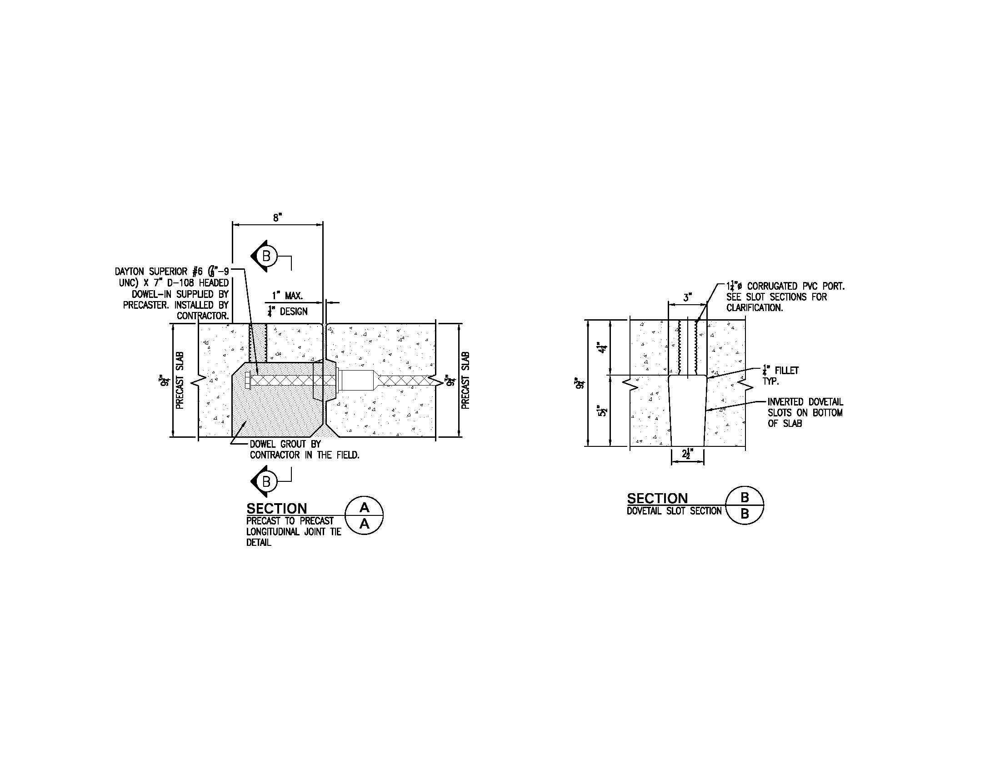 8"
B
DAYTON SUPERIOR #6 (7/8"-9
UNC) X 7" D-108 HEADED
DOWEL-IN SUPPLIED BY
PRECASTER. INSTALLED BY
CONTRACTOR.
1" MAX.
1/4" DESIGN
9 3/4"
PRECAST SLAB
9 3/4"
PRECAST SLAB
DOWEL GROUT BY
CONTRACTOR IN THE FIELD.
B
SECTION
A
A
PRECAST TO PRECAST
LONGITUDINAL JOINT TIE
DETAIL
1 1/4"ø CORRUGATED PVC PORT.
SEE SLOT SECTIONS FOR
CLARIFICATION.
3"
4 1/4"
9 3/4"
5 1/2"
1/4" FILLET
TYP.
INVERTED DOVETAIL
SLOTS ON BOTTOM
OF SLAB
2 1/2"
SECTION
B
B
DOVETAIL SLOT SECTION